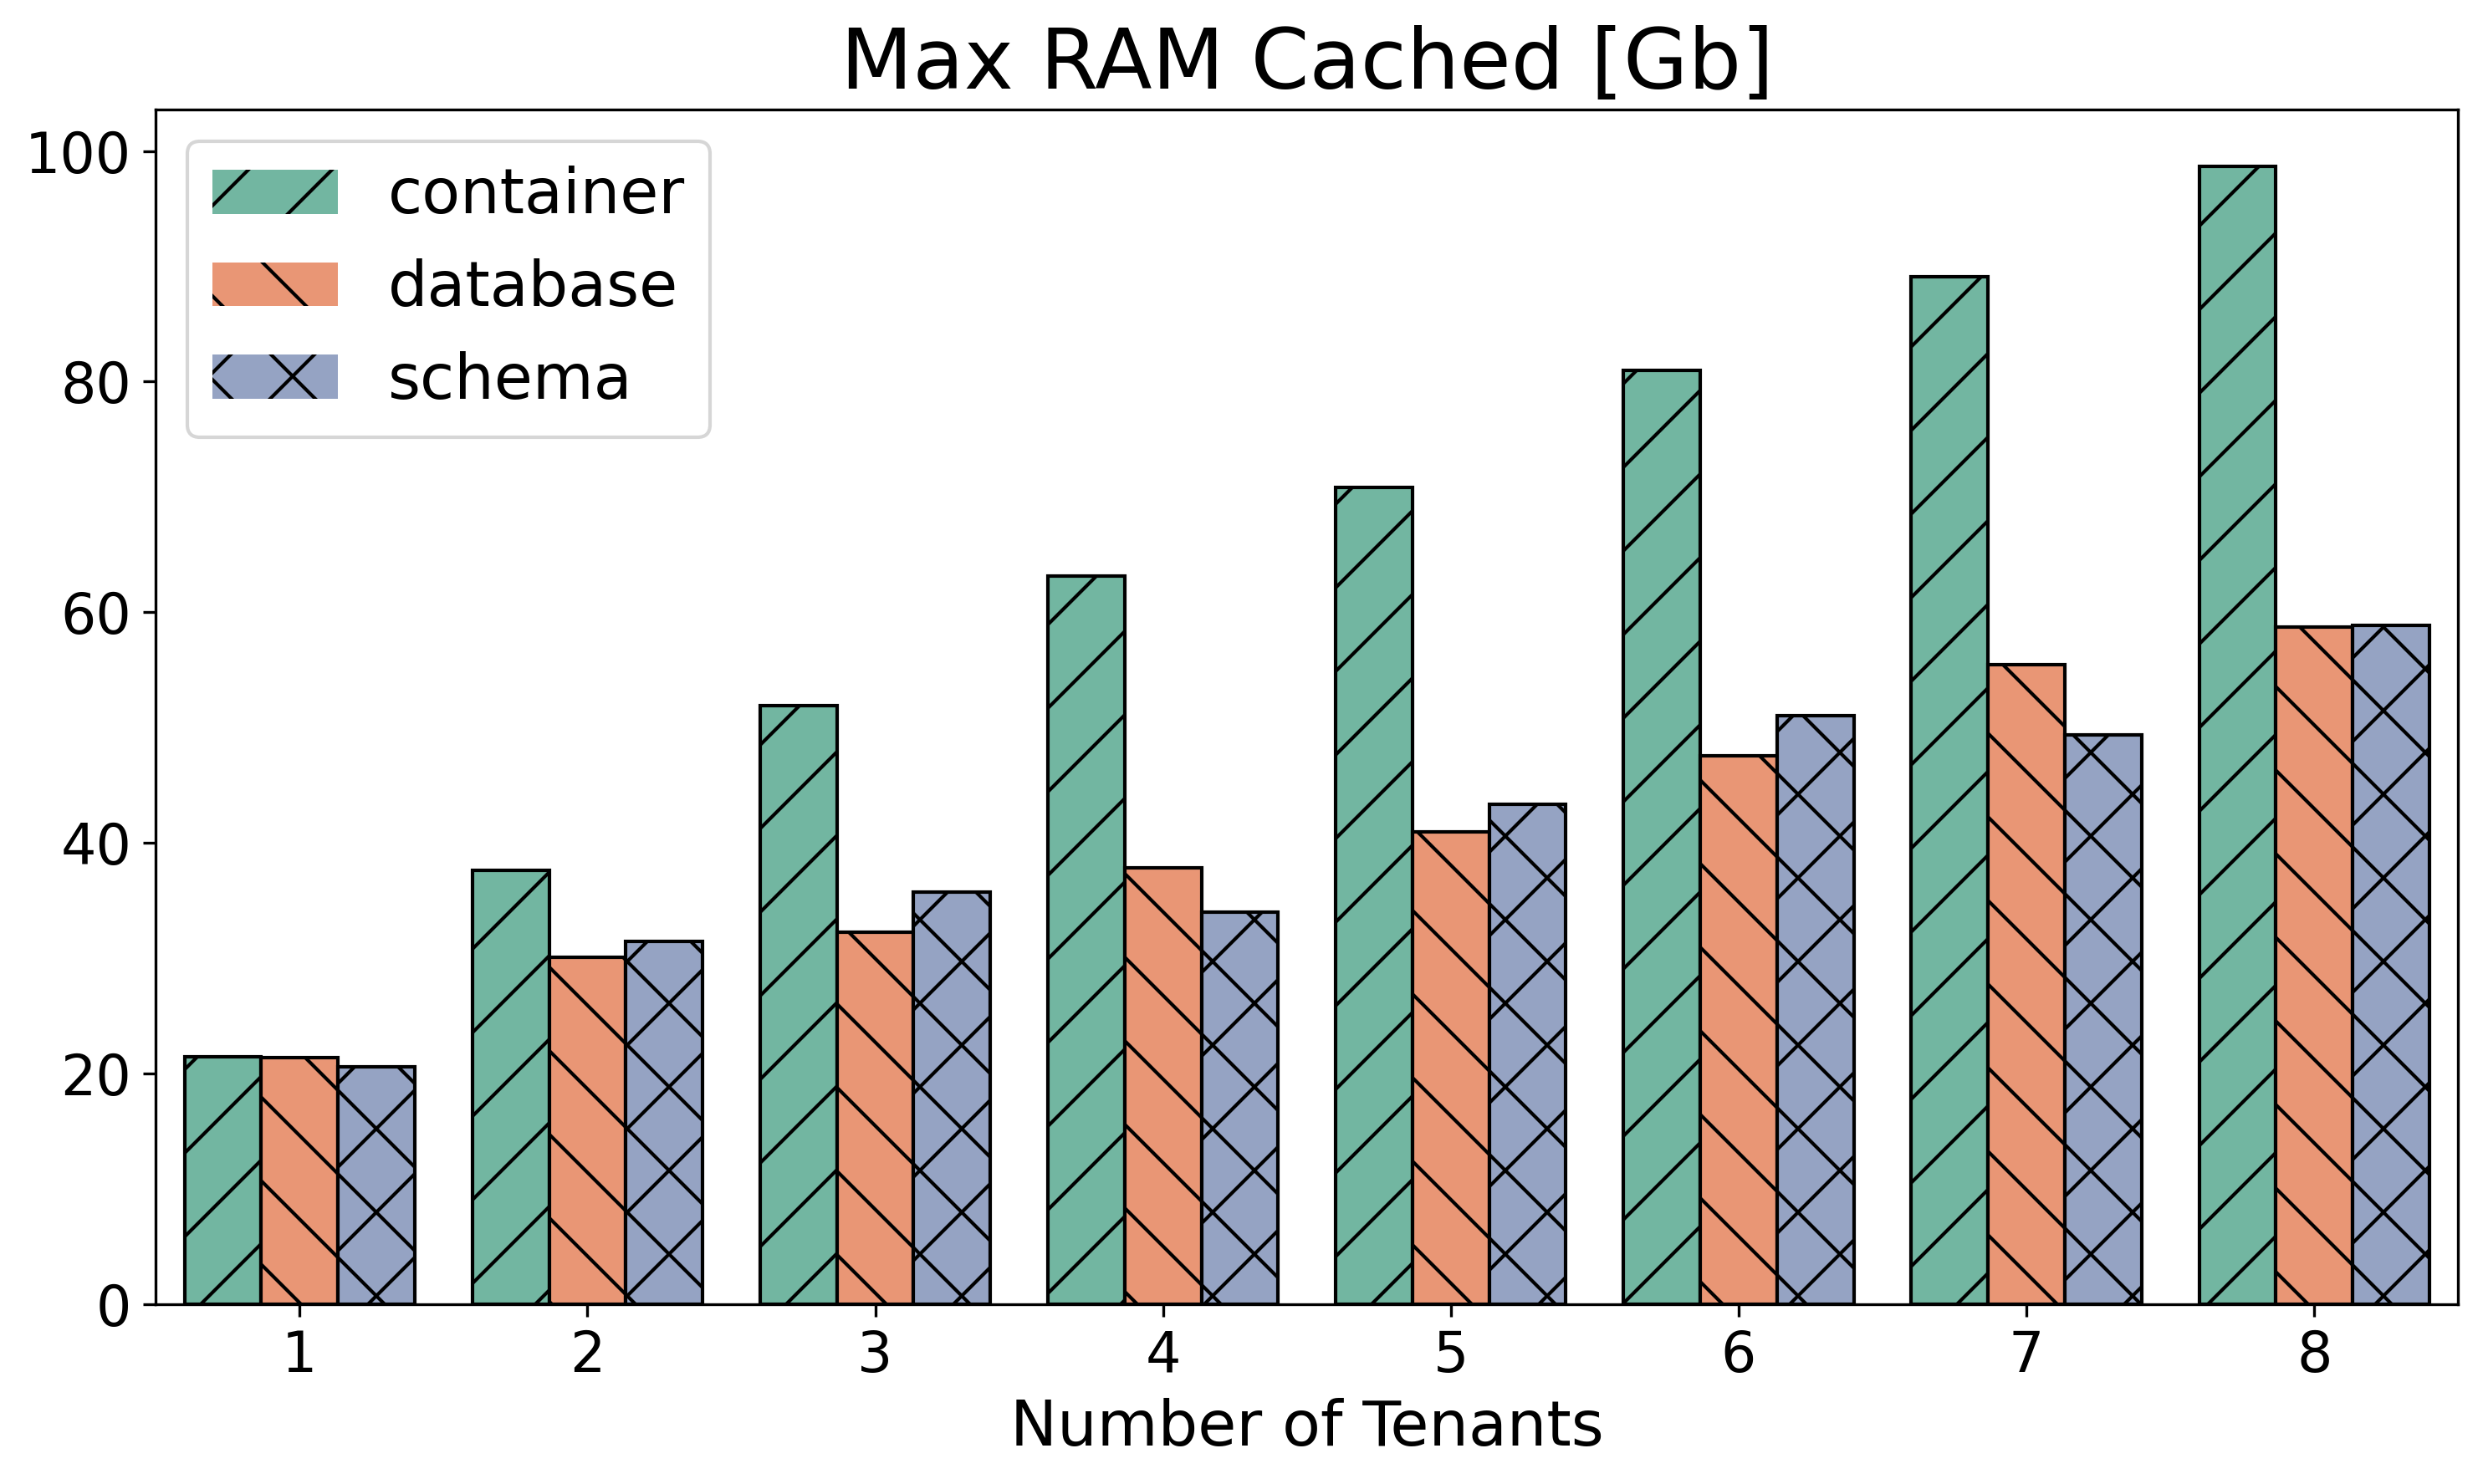 Max RAM Cached [Gb]
container
database
schema
100
80
60
40
20
0
1 2 3 4 5 6 7 8
Number of Tenants